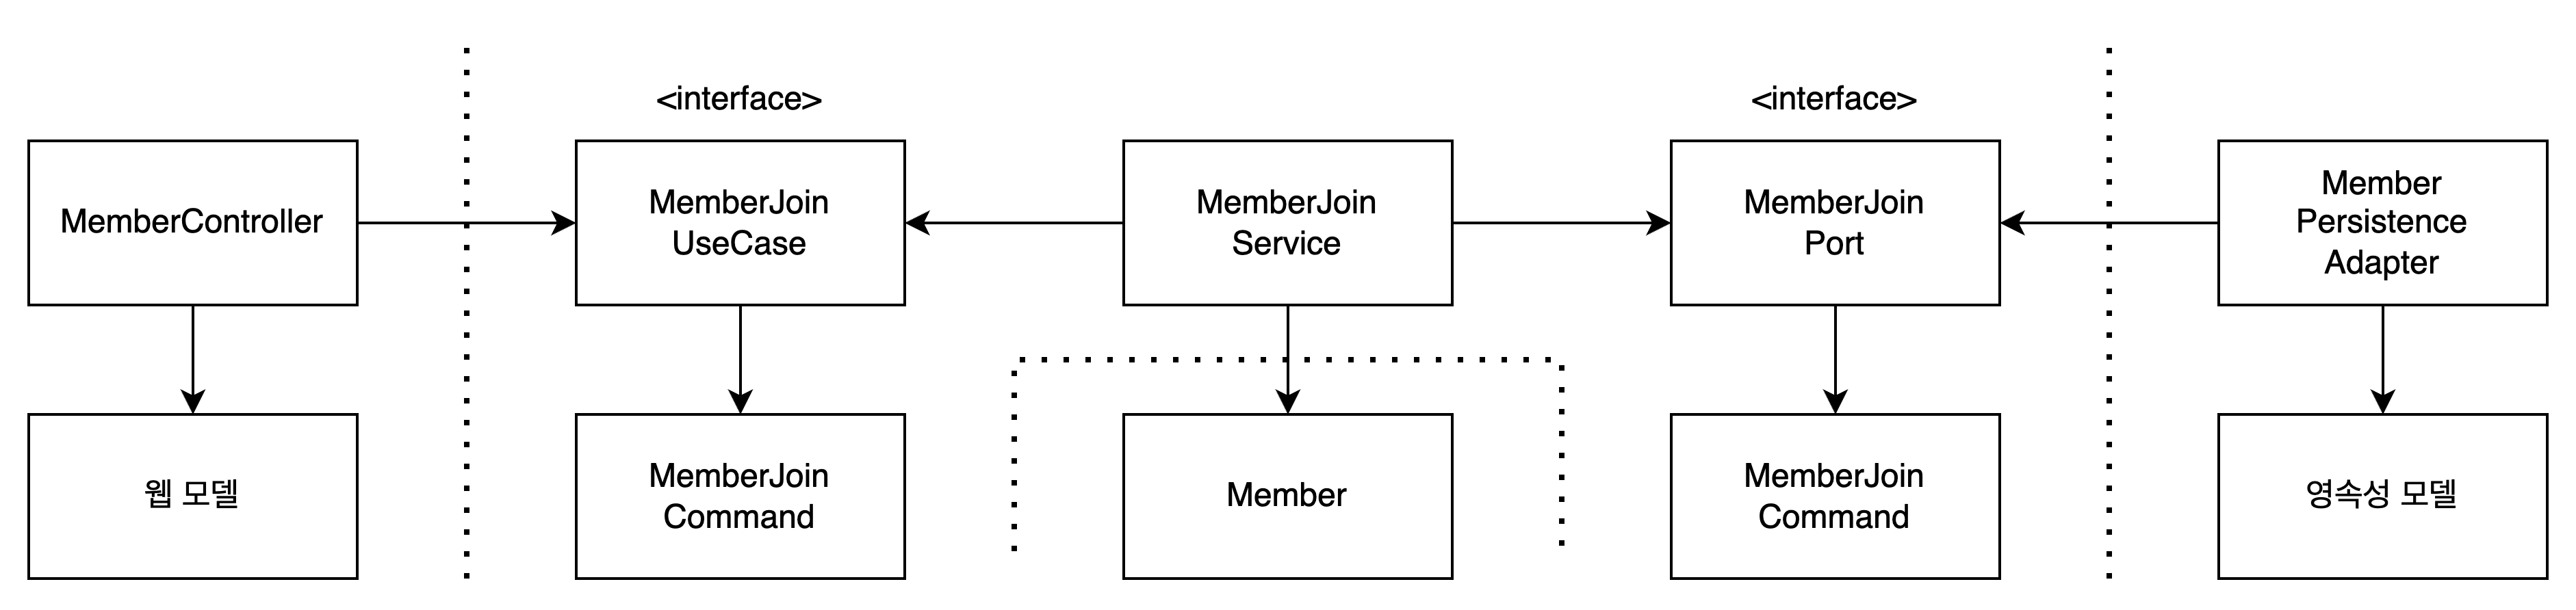 <interface>
<interface>
MemberController
MemberJoin
UseCase
MemberJoin
Service
MemberJoin
Port
Member
Persistence
Adapter
웹 모델
MemberJoin
Command
Member
MemberJoin
Command
영속성 모델